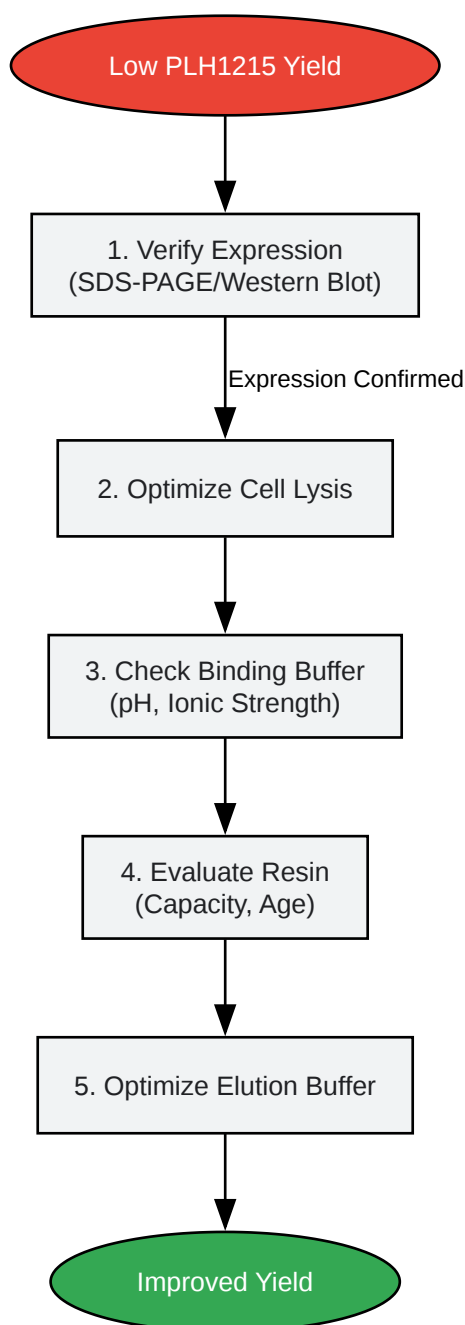 Low PLH1215 Yield
1. Verify Expression
(SDS-PAGE/Western Blot)
Expression Confirmed
2. Optimize Cell Lysis
3. Check Binding Buffer
(pH, Ionic Strength)
4. Evaluate Resin
(Capacity, Age)
5. Optimize Elution Buffer
Improved Yield